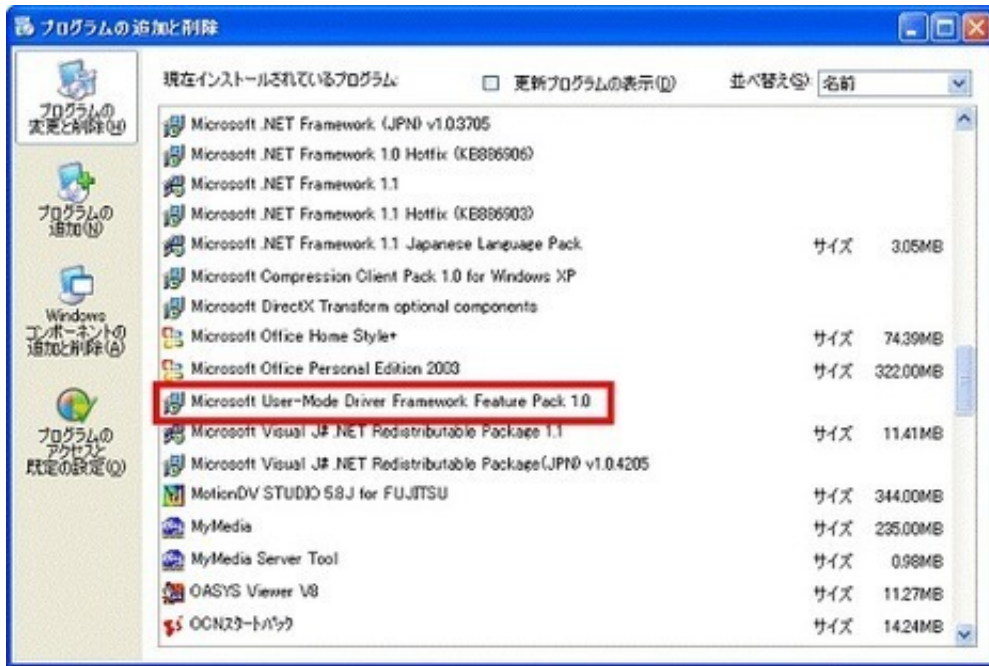 プログラムの追加と削除
プログラムの
変更と削除(H)
プログラムの
追加(N)
Windows
コンポーネントの
追加と削除(A)
プログラムの
アクセスと
既定の設定(O)
現在インストールされているプログラム:
更新プログラムの表示(D)
並べ替え(S):
名前
Microsoft .NET Framework (JPN) v1.0.3705
Microsoft .NET Framework 1.0 Hotfix (KB886906)
Microsoft .NET Framework 1.1
Microsoft .NET Framework 1.1 Hotfix (KB886903)
Microsoft .NET Framework 1.1 Japanese Language Pack サイズ 3.05MB
Microsoft Compression Client Pack 1.0 for Windows XP
Microsoft DirectX Transform optional components
Microsoft Office Home Style+ サイズ 74.39MB
Microsoft Office Personal Edition 2003 サイズ 322.00MB
Microsoft User-Mode Driver Framework Feature Pack 1.0
Microsoft Visual J# .NET Redistributable Package 1.1 サイズ 11.41MB
Microsoft Visual J# .NET Redistributable Package(JPN) v1.0.4205
MotionDV STUDIO 5.8J for FUJITSU サイズ 344.00MB
MyMedia サイズ 235.00MB
MyMedia Server Tool サイズ 0.98MB
OASYS Viewer V8 サイズ 11.27MB
OCNスタートパック サイズ 14.24MB